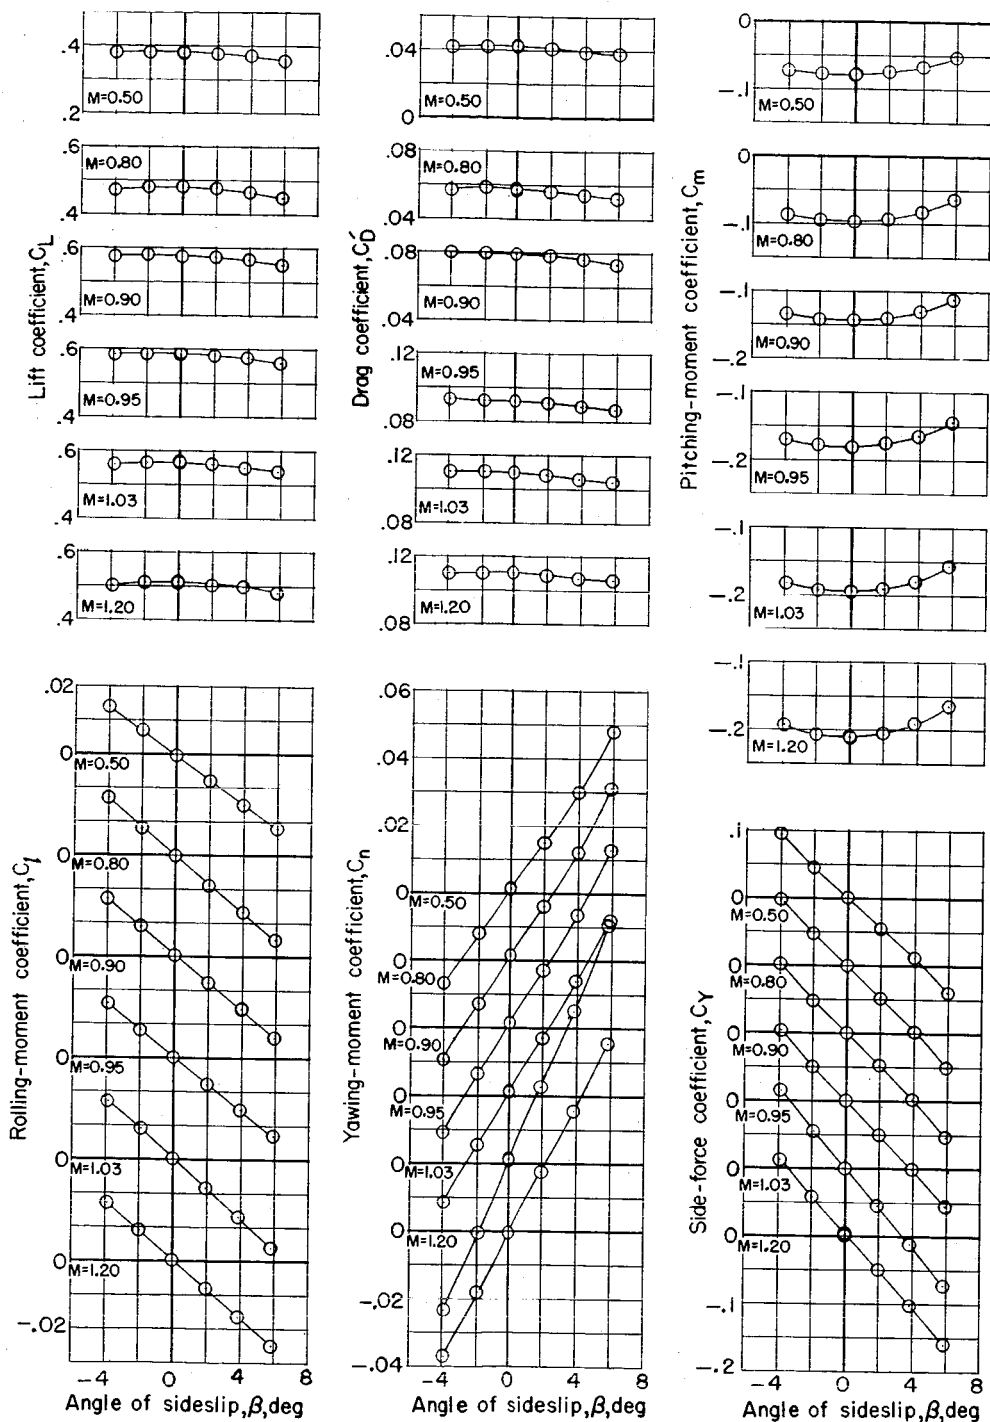 Lift coefficient, C_L
.4
.2
M=0.50
.6
.4
M=0.80
.6
.4
M=0.90
.6
.4
M=0.95
.6
.4
M=1.03
.6
.4
M=1.20
Drag coefficient, C'_D
.04
0
M=0.50
.08
.04
M=0.80
.08
.04
M=0.90
.12
.08
M=0.95
.12
.08
M=1.03
.12
.08
M=1.20
Pitching-moment coefficient, C_m
0
-.1
M=0.50
0
-.1
M=0.80
-.1
-.2
M=0.90
-.1
-.2
M=0.95
-.1
-.2
M=1.03
-.1
-.2
M=1.20
Rolling-moment coefficient, C_l
.02
0
M=0.50
0
M=0.80
0
M=0.90
0
M=0.95
0
M=1.03
0
M=1.20
-.02
-4 0 4 8
Angle of sideslip, β, deg
Yawing-moment coefficient, C_n
.06
.04
.02
0
M=0.50
0
M=0.80
0
M=0.90
0
M=0.95
0
M=1.03
0
M=1.20
-.02
-.04
-4 0 4 8
Angle of sideslip, β, deg
Side-force coefficient, C_Y
.1
0
M=0.50
0
M=0.80
0
M=0.90
0
M=0.95
0
M=1.03
0
M=1.20
-.1
-.2
-4 0 4 8
Angle of sideslip, β, deg